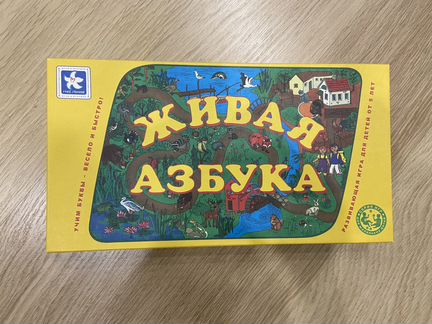 ЖИВАЯ
АЗБУКА
УЧИМ БУКВЫ - ВЕСЕЛО И БЫСТРО!
РАЗВИВАЮЩАЯ ИГРА ДЛЯ ДЕТЕЙ ОТ 5 ЛЕТ